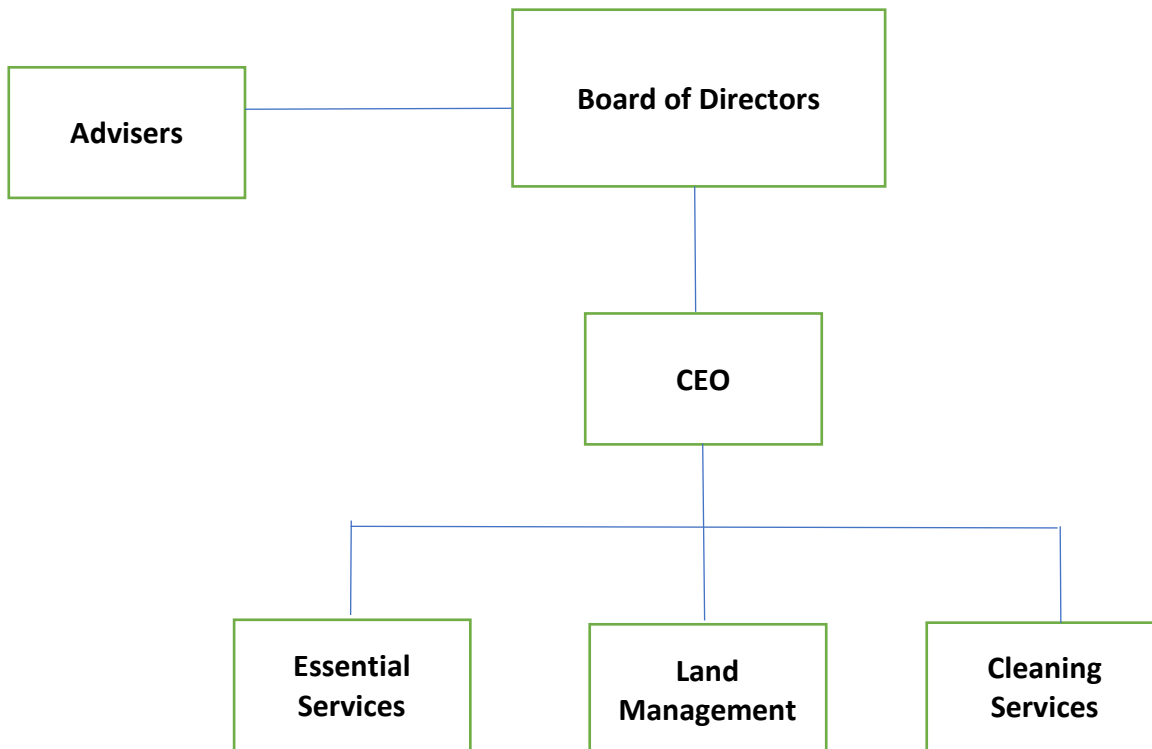 Board of Directors
Advisers
CEO
Essential
Services
Land
Management
Cleaning
Services